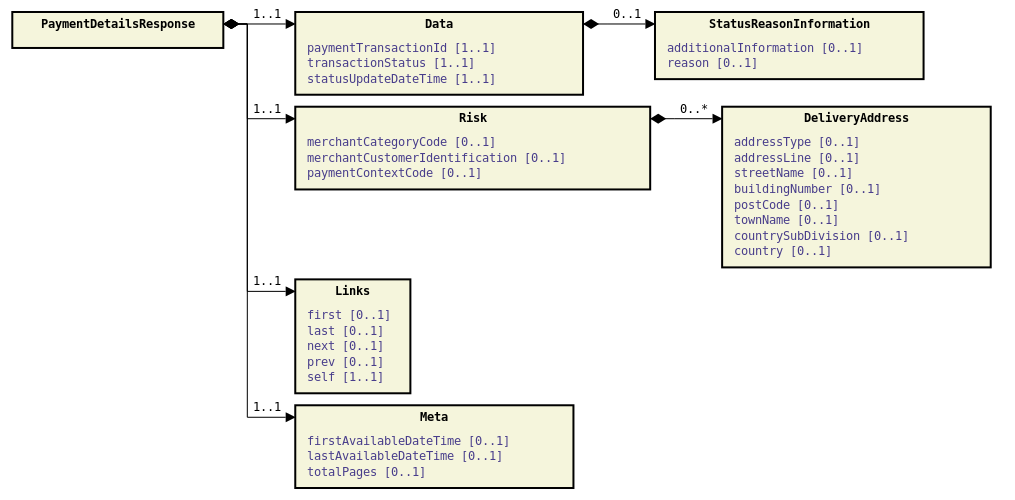 PaymentDetailsResponse
1..1
Data
paymentTransactionId [1..1]
transactionStatus [1..1]
statusUpdateDateTime [1..1]
0..1
StatusReasonInformation
additionalInformation [0..1]
reason [0..1]
1..1
Risk
merchantCategoryCode [0..1]
merchantCustomerIdentification [0..1]
paymentContextCode [0..1]
0..*
DeliveryAddress
addressType [0..1]
addressLine [0..1]
streetName [0..1]
buildingNumber [0..1]
postCode [0..1]
townName [0..1]
countrySubDivision [0..1]
country [0..1]
1..1
Links
first [0..1]
last [0..1]
next [0..1]
prev [0..1]
self [1..1]
1..1
Meta
firstAvailableDateTime [0..1]
lastAvailableDateTime [0..1]
totalPages [0..1]